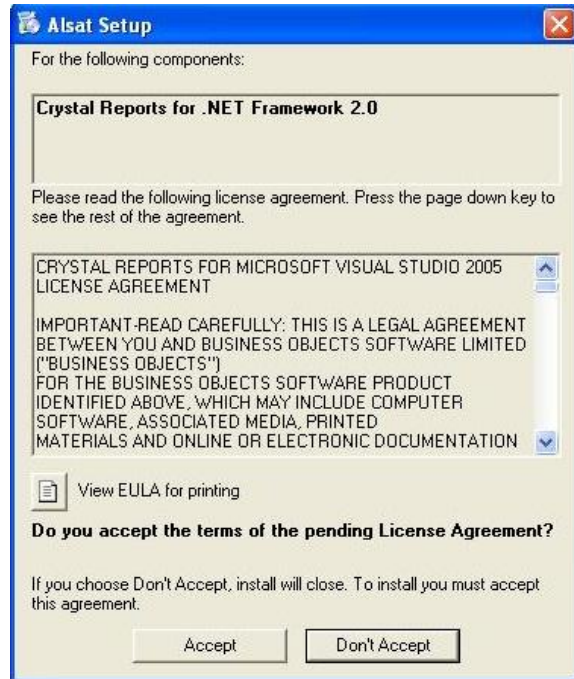 Alsat Setup
For the following components:
Crystal Reports for .NET Framework 2.0
Please read the following license agreement. Press the page down key to
see the rest of the agreement.
CRYSTAL REPORTS FOR MICROSOFT VISUAL STUDIO 2005
LICENSE AGREEMENT
IMPORTANT-READ CAREFULLY: THIS IS A LEGAL AGREEMENT
BETWEEN YOU AND BUSINESS OBJECTS SOFTWARE LIMITED
("BUSINESS OBJECTS")
FOR THE BUSINESS OBJECTS SOFTWARE PRODUCT
IDENTIFIED ABOVE, WHICH MAY INCLUDE COMPUTER
SOFTWARE, ASSOCIATED MEDIA, PRINTED
MATERIALS AND ONLINE OR ELECTRONIC DOCUMENTATION
View EULA for printing
Do you accept the terms of the pending License Agreement?
If you choose Don't Accept, install will close. To install you must accept
this agreement.
Accept
Don't Accept